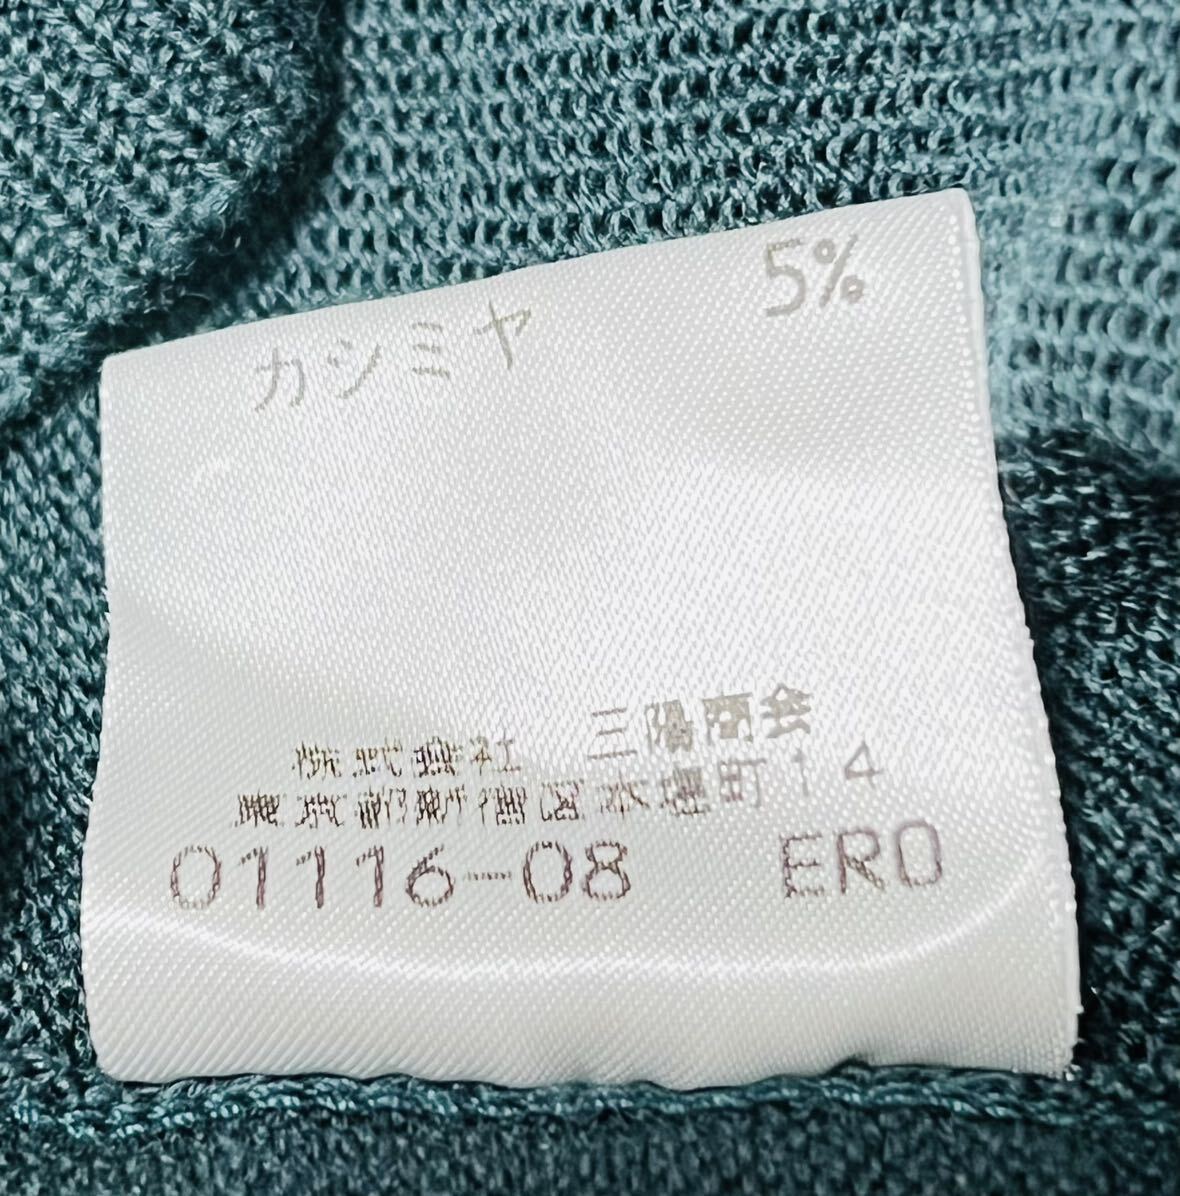 カシミヤ 5%
株式会社 三陽商会
東京都新宿区本塩町14
01116-08 ERO